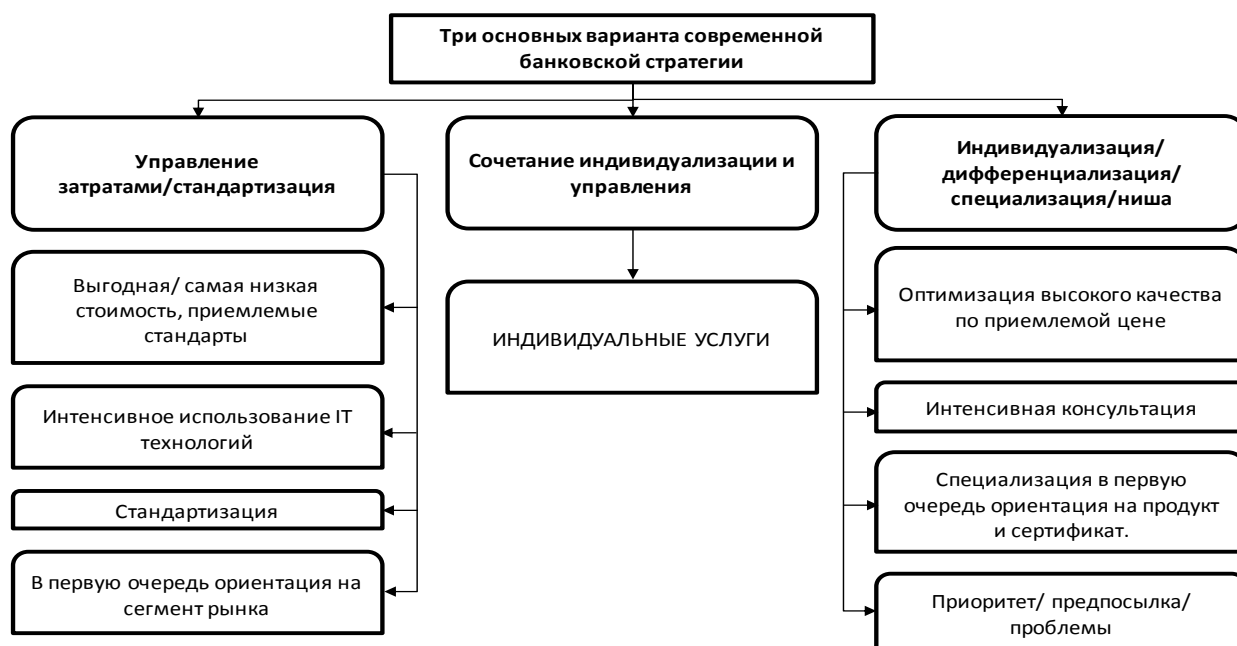 Три основных варианта современной
банковской стратегии
Управление
затратами/стандартизация
Сочетание индивидуализации и
управления
Индивидуализация/
дифференциализация/
специализация/ниша
Выгодная/ самая низкая
стоимость, приемлемые
стандарты
ИНДИВИДУАЛЬНЫЕ УСЛУГИ
Оптимизация высокого качества
по приемлемой цене
Интенсивное использование IT
технологий
Интенсивная консультация
Стандартизация
Специализация в первую
очередь ориентация на продукт
и сертификат.
В первую очередь ориентация на
сегмент рынка
Приоритет/ предпосылка/
проблемы